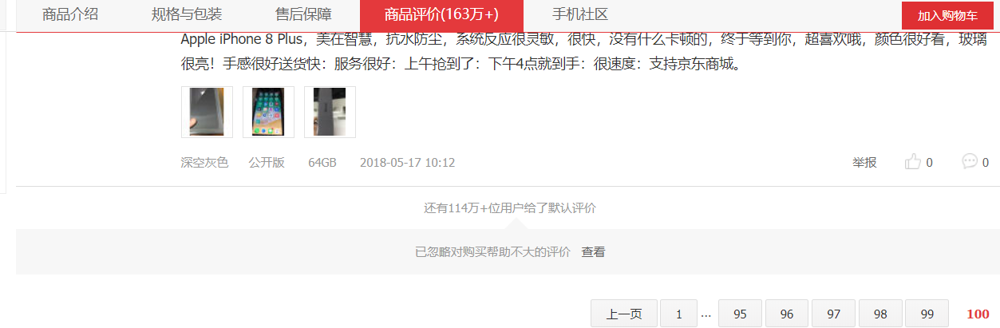 商品介绍 规格与包装 售后保障 商品评价(163万+) 手机社区 加入购物车
Apple iPhone 8 Plus，美在智慧，抗水防尘，系统反应很灵敏，很快，没有什么卡顿的，终于等到你，超喜欢哦，颜色很好看，玻璃
很亮！手感很好送货快：服务很好：上午抢到了：下午4点就到手：很速度：支持京东商城。
深空灰色 公开版 64GB 2018-05-17 10:12 举报 0 0
还有114万+位用户给了默认评价
已忽略对购买帮助不大的评价 查看
上一页 1 ... 95 96 97 98 99 100